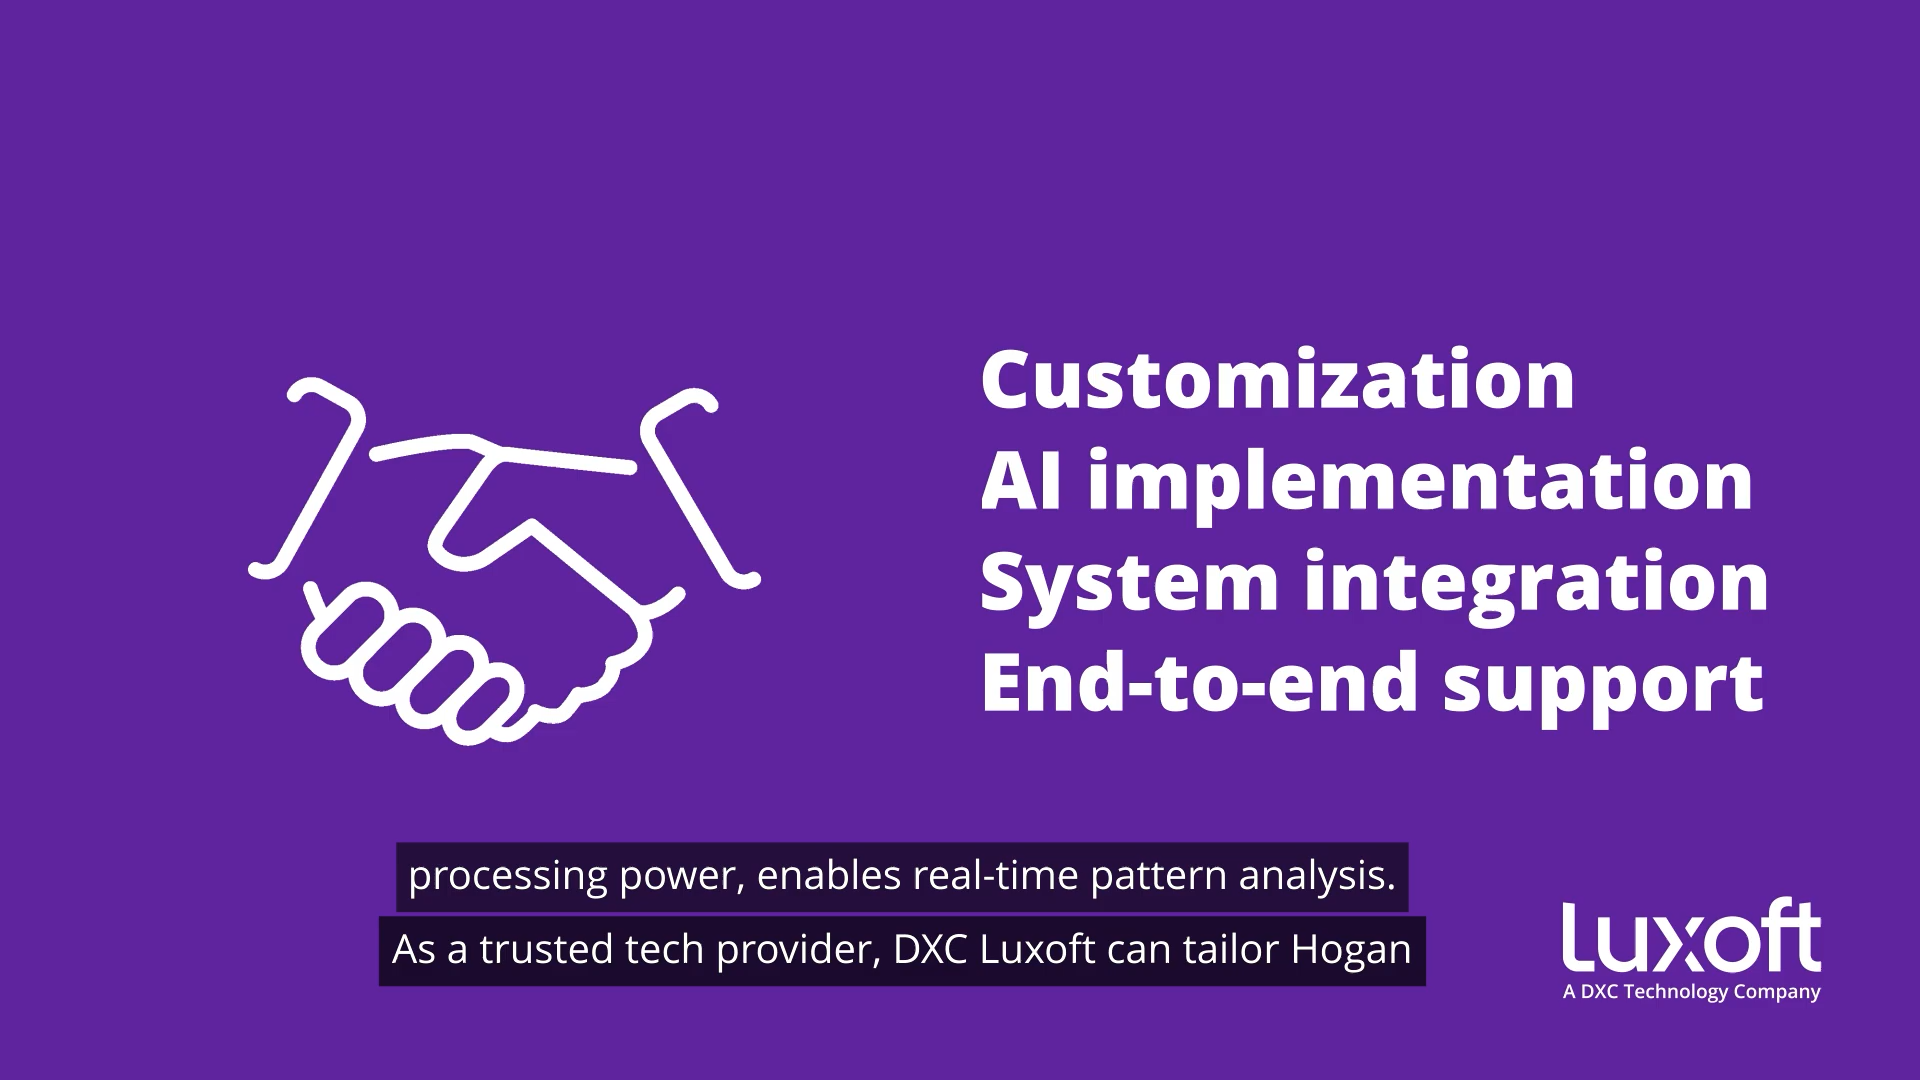 Customization
AI implementation
System integration
End-to-end support
processing power, enables real-time pattern analysis.
As a trusted tech provider, DXC Luxoft can tailor Hogan
luxoft
A DXC Technology Company